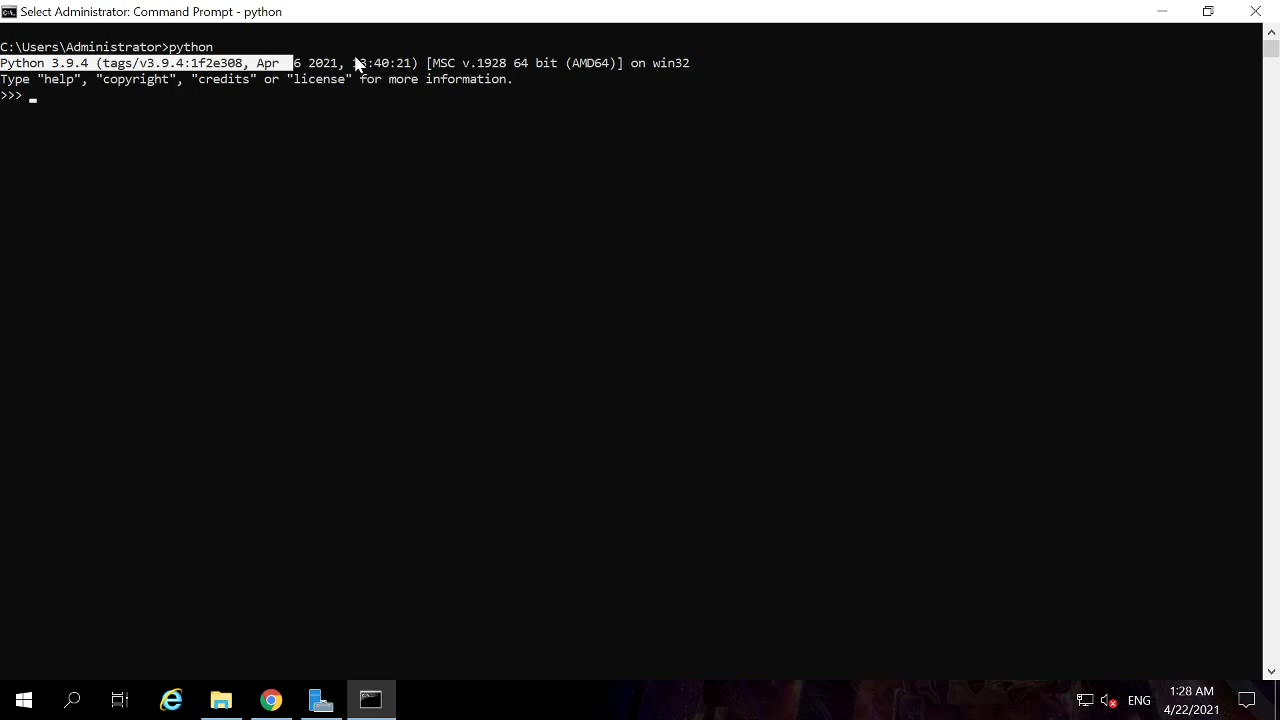 Select Administrator: Command Prompt - python
C:\Users\Administrator>python
Python 3.9.4 (tags/v3.9.4:1f2e308, Apr  6 2021, 13:40:21) [MSC v.1928 64 bit (AMD64)] on win32
Type "help", "copyright", "credits" or "license" for more information.
>>>
ENG
1:28 AM
4/22/2021